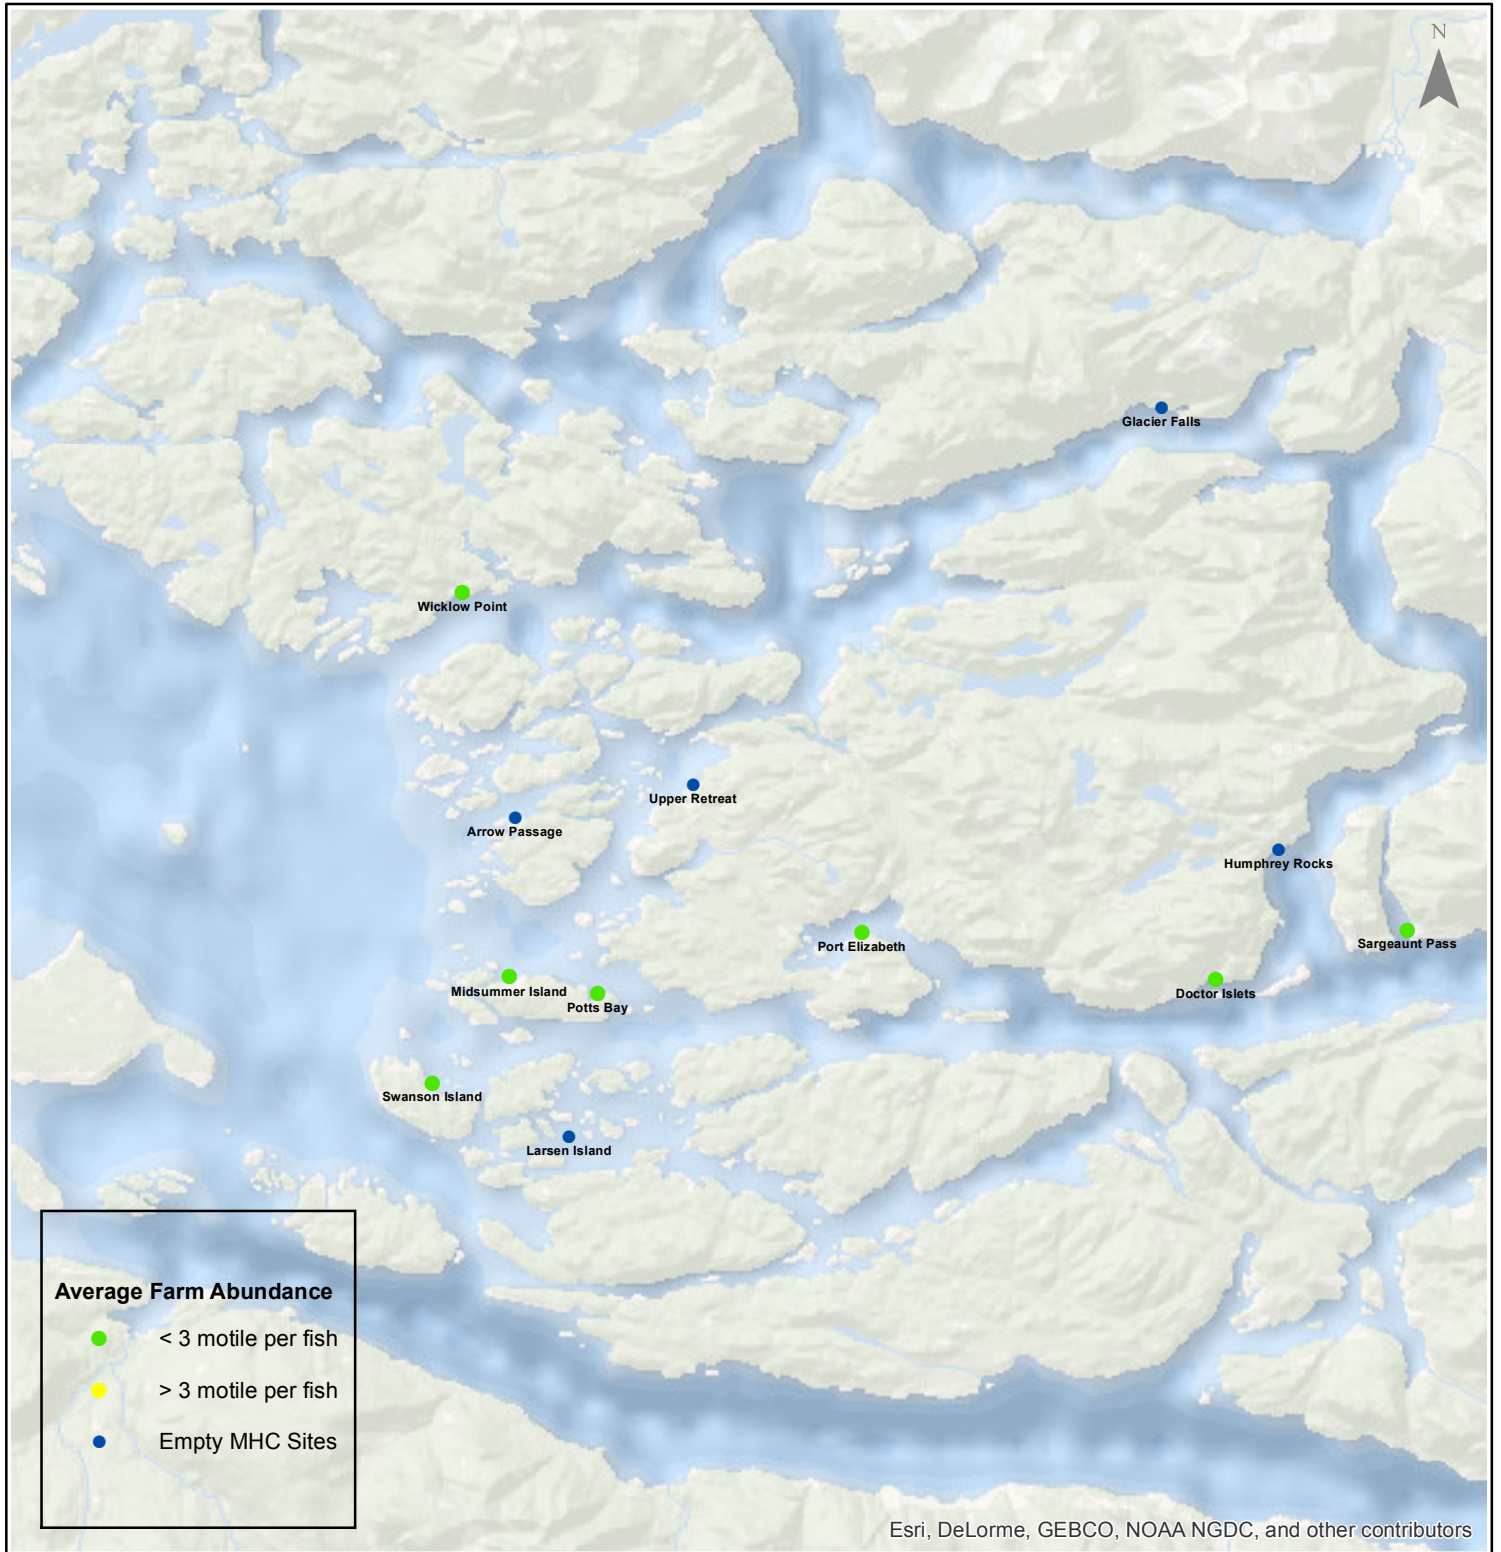 N
Glacier Falls
Wicklow Point
Upper Retreat
Arrow Passage
Humphrey Rocks
Port Elizabeth
Sargeaunt Pass
Midsummer Island
Potts Bay
Doctor Islets
Swanson Island
Larsen Island
Average Farm Abundance
< 3 motile per fish
> 3 motile per fish
Empty MHC Sites
Esri, DeLorme, GEBCO, NOAA NGDC, and other contributors